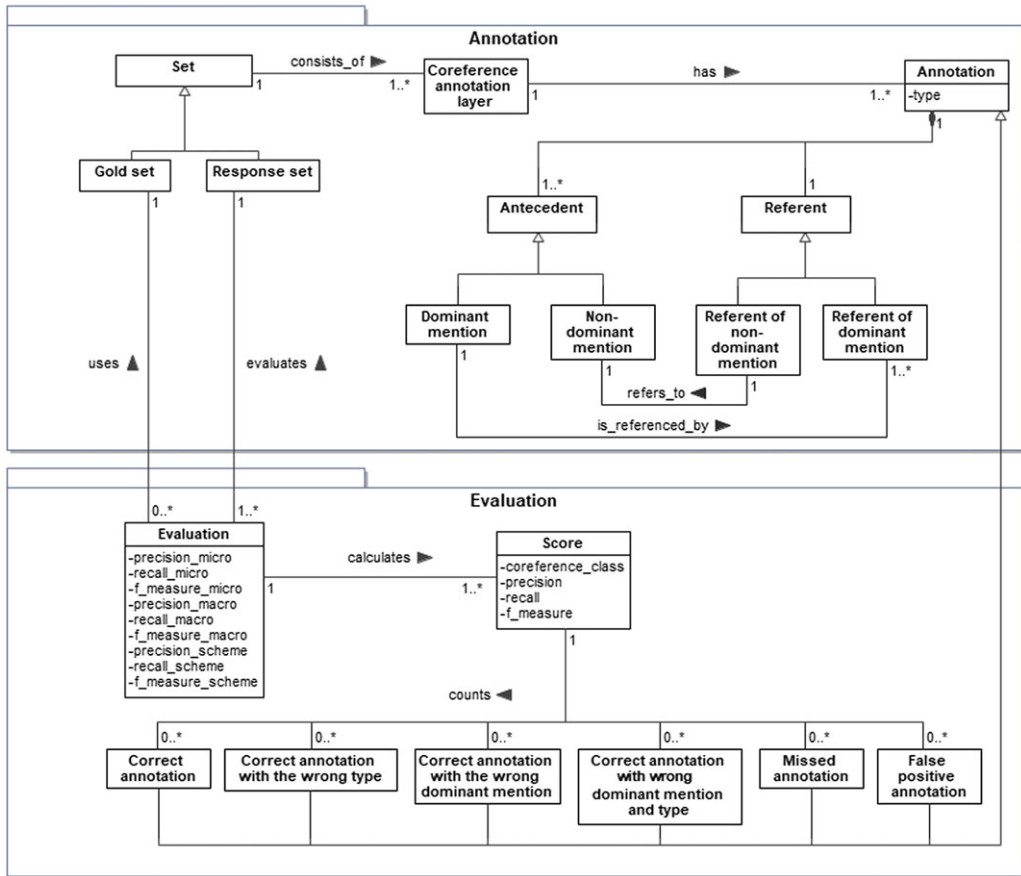 Annotation
Set
consists_of
1
1..*
Coreference
annotation
layer
has
1
1..*
Annotation
-type
1
Gold set
Response set
1
1
1..*
1
Antecedent
Referent
Dominant
mention
Non-
dominant
mention
Referent of
non-
dominant
mention
Referent of
dominant
mention
1
1
1
1..*
refers_to
is_referenced_by
uses
evaluates
Evaluation
0..*
1..*
Evaluation
-precision_micro
-recall_micro
-f_measure_micro
-precision_macro
-recall_macro
-f_measure_macro
-precision_scheme
-recall_scheme
-f_measure_scheme
calculates
1
1..*
Score
-coreference_class
-precision
-recall
-f_measure
1
counts
0..*
0..*
0..*
0..*
0..*
0..*
Correct
annotation
Correct annotation
with the wrong type
Correct annotation
with the wrong
dominant mention
Correct annotation
with wrong
dominant mention
and type
Missed
annotation
False
positive
annotation